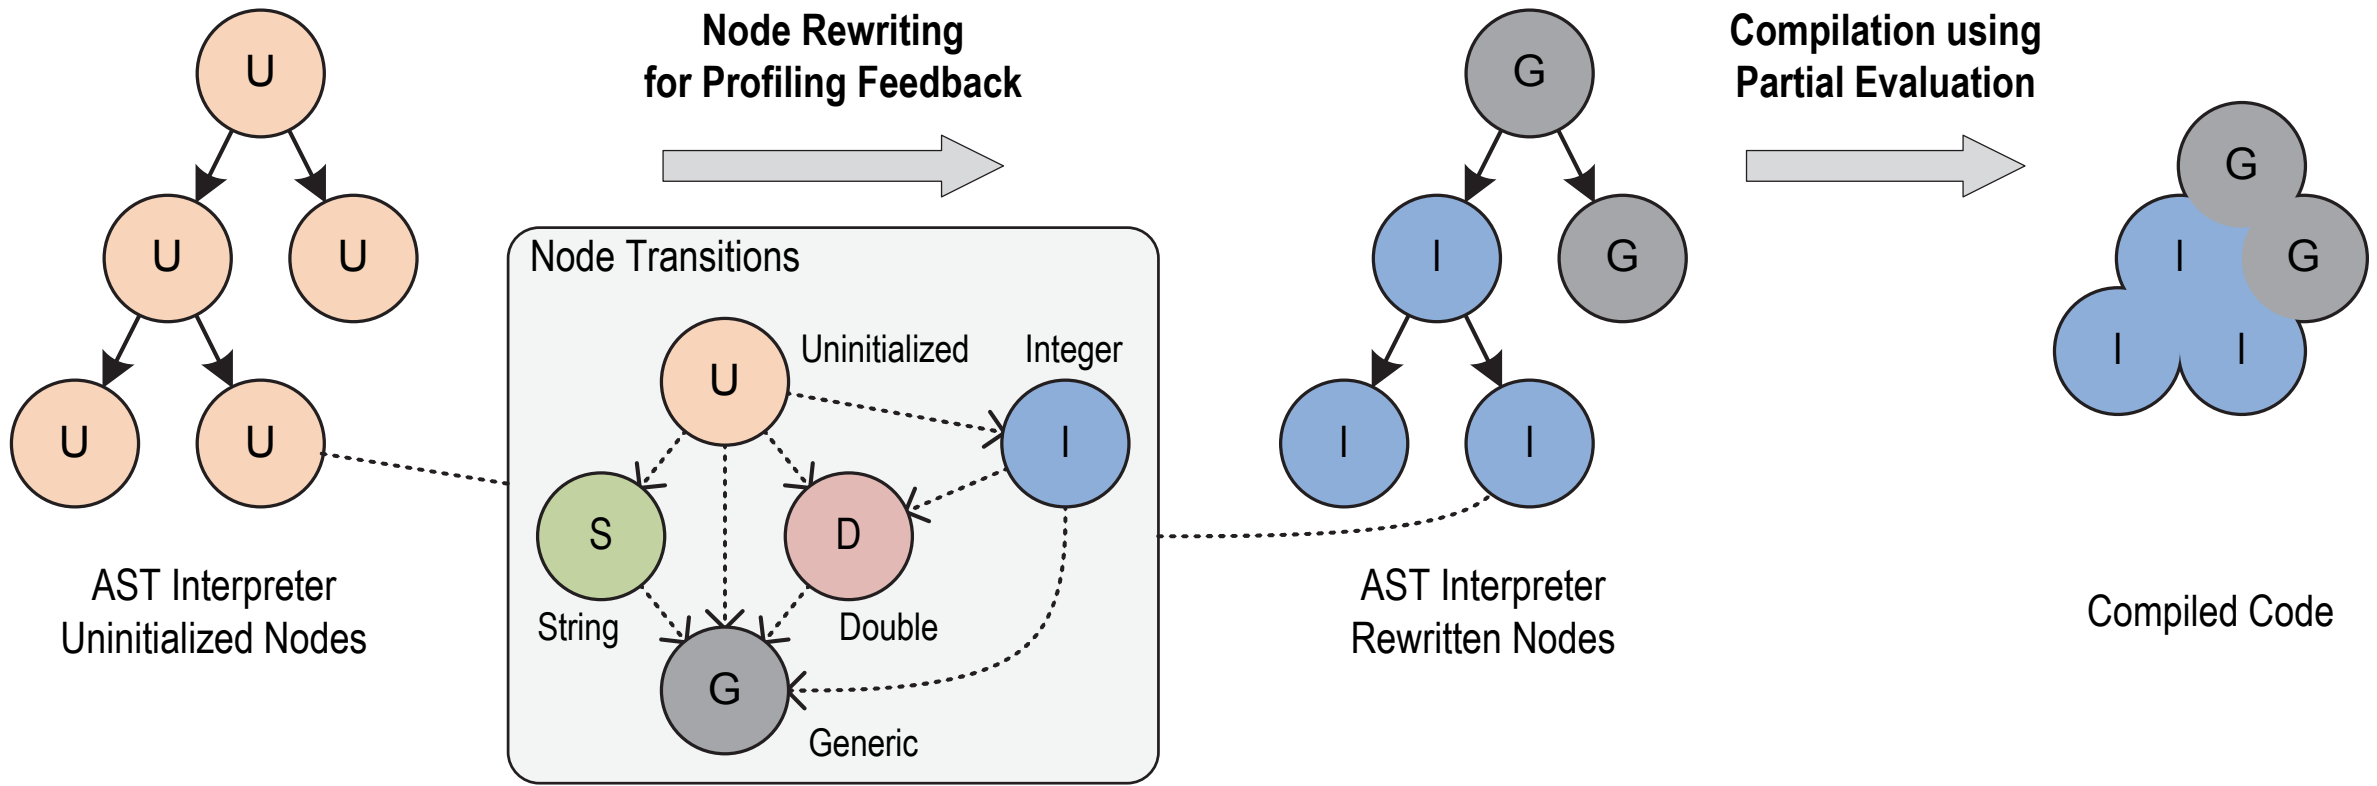 U
U
U
U
U
AST Interpreter
Uninitialized Nodes
Node Rewriting
for Profiling Feedback
Node Transitions
U
Uninitialized
Integer
I
S
D
String
Double
G
Generic
G
I
G
I
I
AST Interpreter
Rewritten Nodes
Compilation using
Partial Evaluation
G
I
G
I
I
Compiled Code